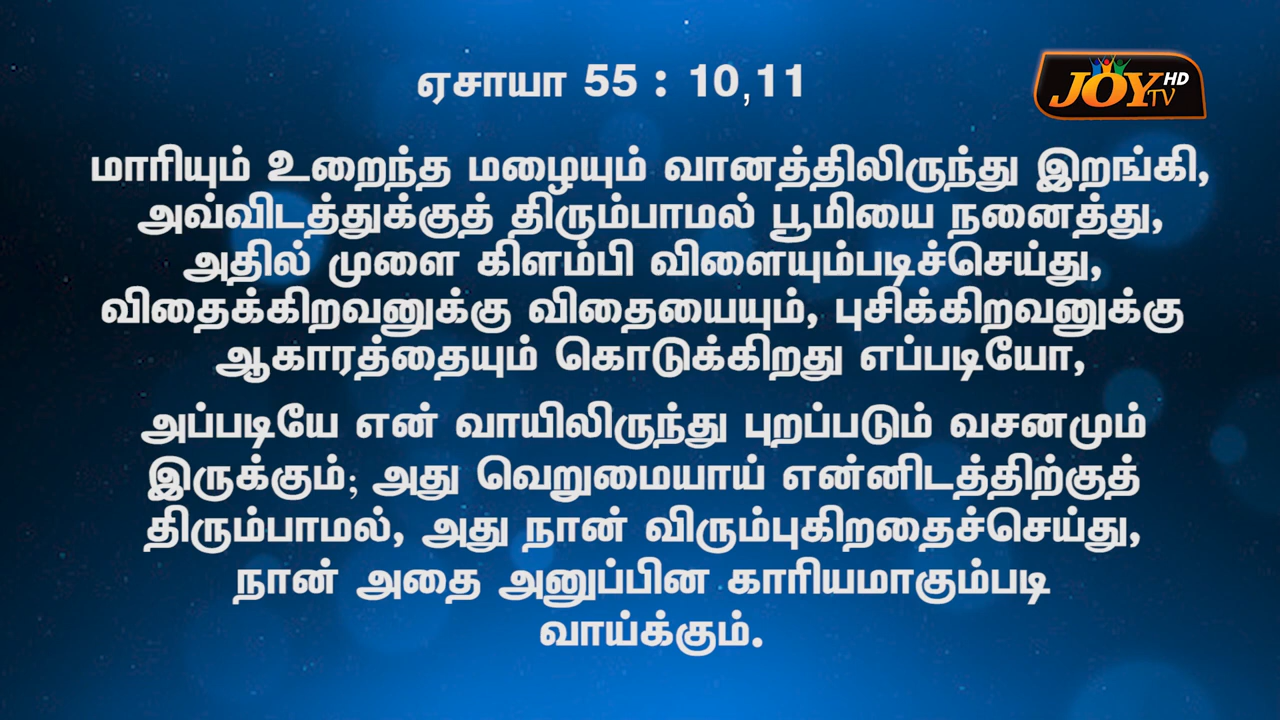 ஏசாயா 55 : 10,11
JOY TV HD
மாரியும் உறைந்த மழையும் வானத்திலிருந்து இறங்கி,
அவ்விடத்துக்குத் திரும்பாமல் பூமியை நனைத்து,
அதில் முளை கிளம்பி விளையும்படிச்செய்து,
விதைக்கிறவனுக்கு விதையையும், புசிக்கிறவனுக்கு
ஆகாரத்தையும் கொடுக்கிறது எப்படியோ,
அப்படியே என் வாயிலிருந்து புறப்படும் வசனமும்
இருக்கும்; அது வெறுமையாய் என்னிடத்திற்குத்
திரும்பாமல், அது நான் விரும்புகிறதைச்செய்து,
நான் அதை அனுப்பின காரியமாகும்படி
வாய்க்கும்.